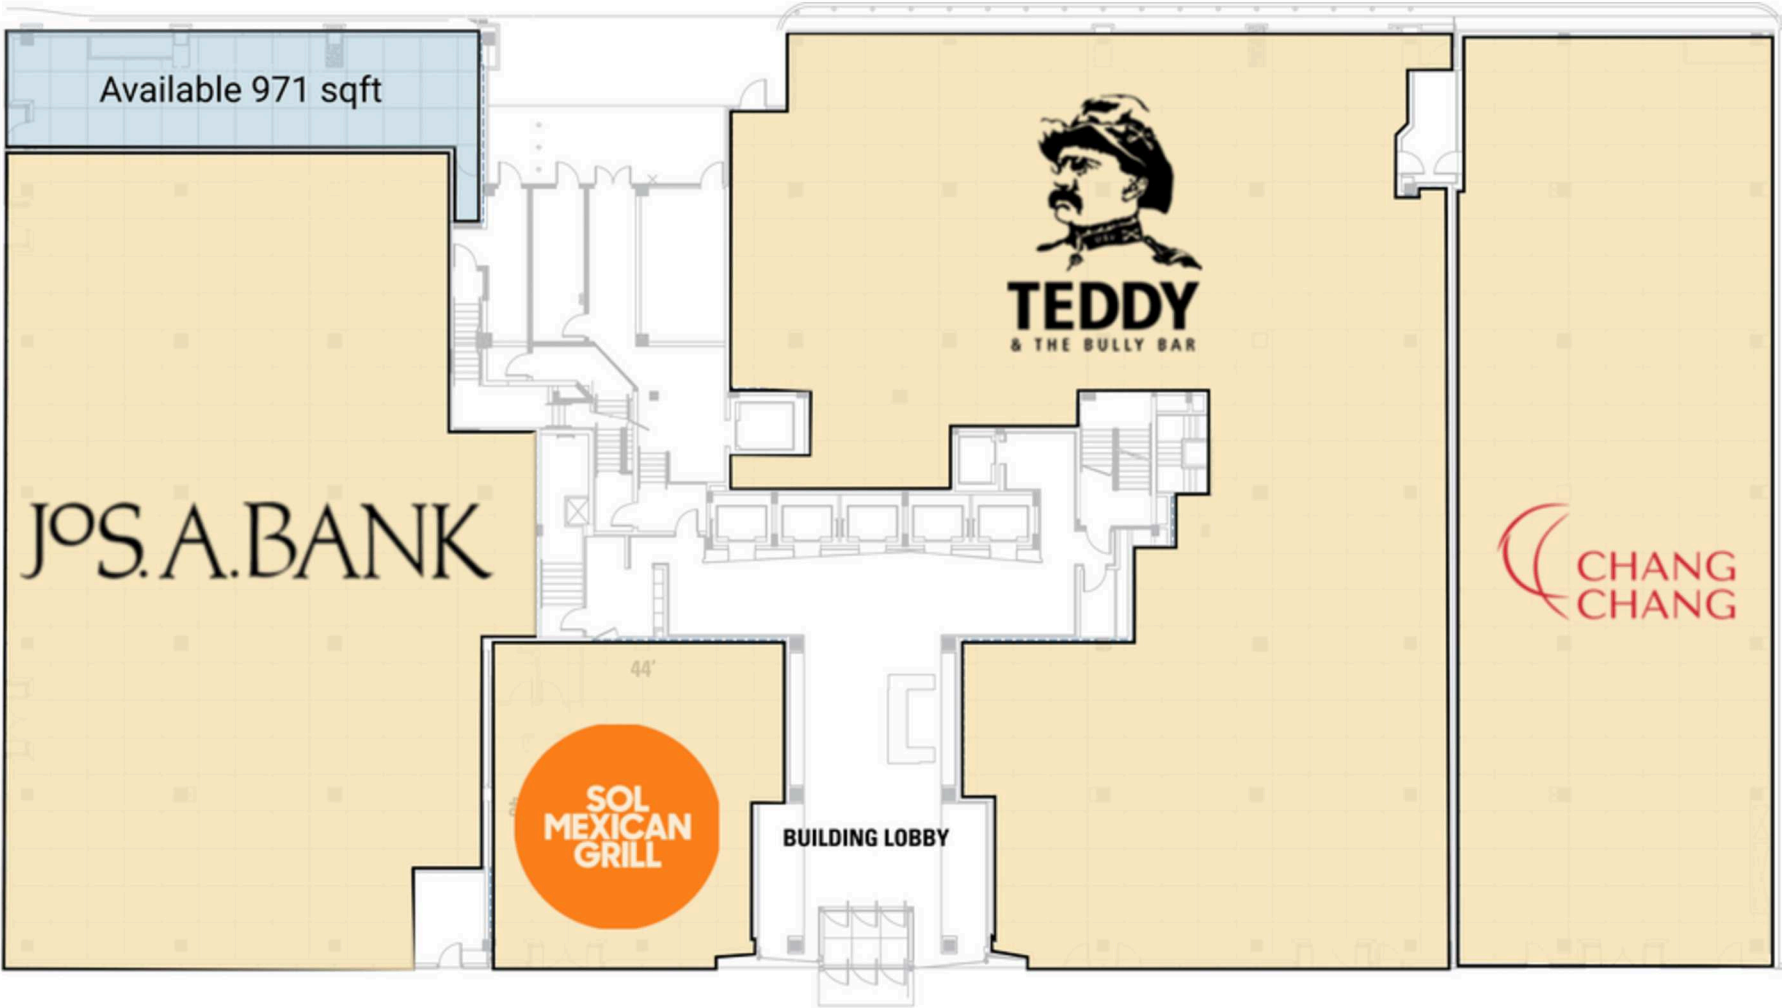 Available 971 sqft
TEDDY
& THE BULLY BAR
JOS. A. BANK
CHANG
CHANG
44'
SOL
MEXICAN
GRILL
BUILDING LOBBY